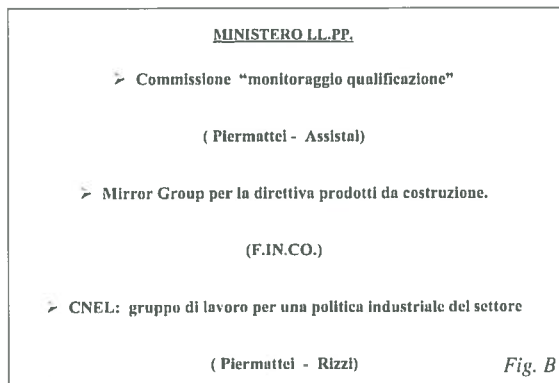 MINISTERO LL.PP.
➢ Commissione “monitoraggio qualificazione”
( Piermattei - Assistal)
➢ Mirror Group per la direttiva prodotti da costruzione.
(F.IN.CO.)
➢ CNEL: gruppo di lavoro per una politica industriale del settore
( Piermattei - Rizzi)
Fig. B